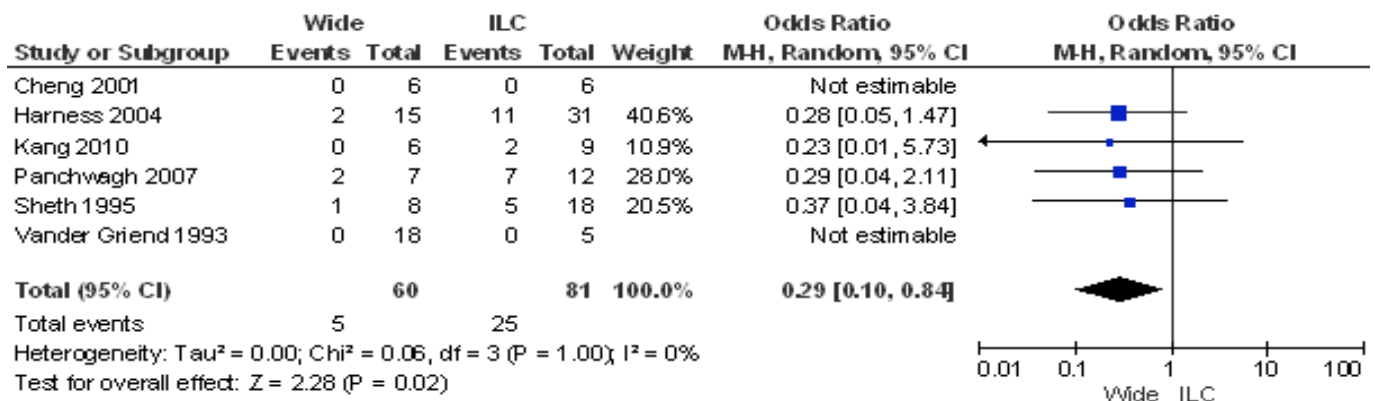 Wide ILC Odds Ratio Odds Ratio
Study or Subgroup Events Total Events Total Weight M-H, Random, 95% CI M-H, Random, 95% CI
Cheng 2001 0 6 0 6 Not estimable
Harness 2004 2 15 11 31 40.6% 0.28 [0.05, 1.47]
Kang 2010 0 6 2 9 10.9% 0.23 [0.01, 5.73]
Panchwagh 2007 2 7 7 12 28.0% 0.29 [0.04, 2.11]
Sheth 1995 1 8 5 18 20.5% 0.37 [0.04, 3.84]
Vander Griend 1993 0 18 0 5 Not estimable
Total (95% CI) 60 81 100.0% 0.29 [0.10, 0.84]
Total events 5 25
Heterogeneity: Tau² = 0.00; Chi² = 0.06, df = 3 (P = 1.00); I² = 0%
Test for overall effect: Z = 2.28 (P = 0.02)
0.01 0.1 1 10 100
Wide ILC